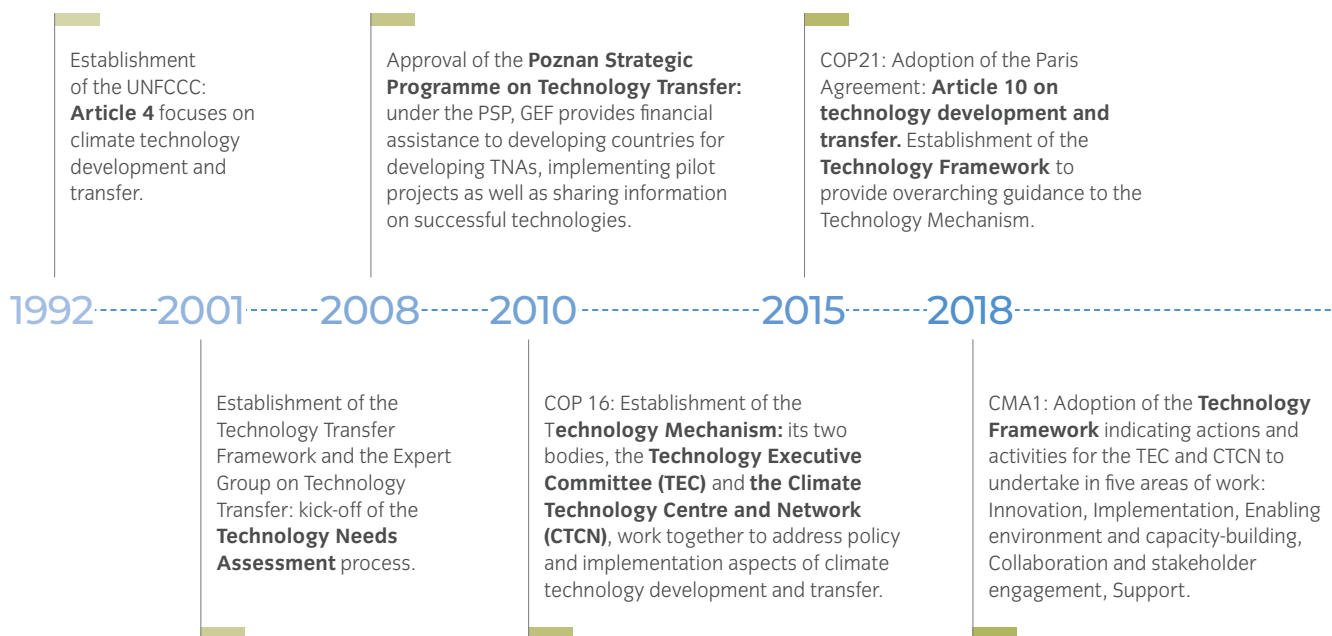 Establishment
of the UNFCCC:
Article 4 focuses on
climate technology
development and
transfer.
Approval of the Poznan Strategic
Programme on Technology Transfer:
under the PSP, GEF provides financial
assistance to developing countries for
developing TNAs, implementing pilot
projects as well as sharing information
on successful technologies.
COP21: Adoption of the Paris
Agreement: Article 10 on
technology development and
transfer. Establishment of the
Technology Framework to
provide overarching guidance to the
Technology Mechanism.
1992 2001 2008 2010 2015 2018
Establishment of the
Technology Transfer
Framework and the Expert
Group on Technology
Transfer: kick-off of the
Technology Needs
Assessment process.
COP 16: Establishment of the
Technology Mechanism: its two
bodies, the Technology Executive
Committee (TEC) and the Climate
Technology Centre and Network
(CTCN), work together to address policy
and implementation aspects of climate
technology development and transfer.
CMA1: Adoption of the Technology
Framework indicating actions and
activities for the TEC and CTCN to
undertake in five areas of work:
Innovation, Implementation, Enabling
environment and capacity-building,
Collaboration and stakeholder
engagement, Support.